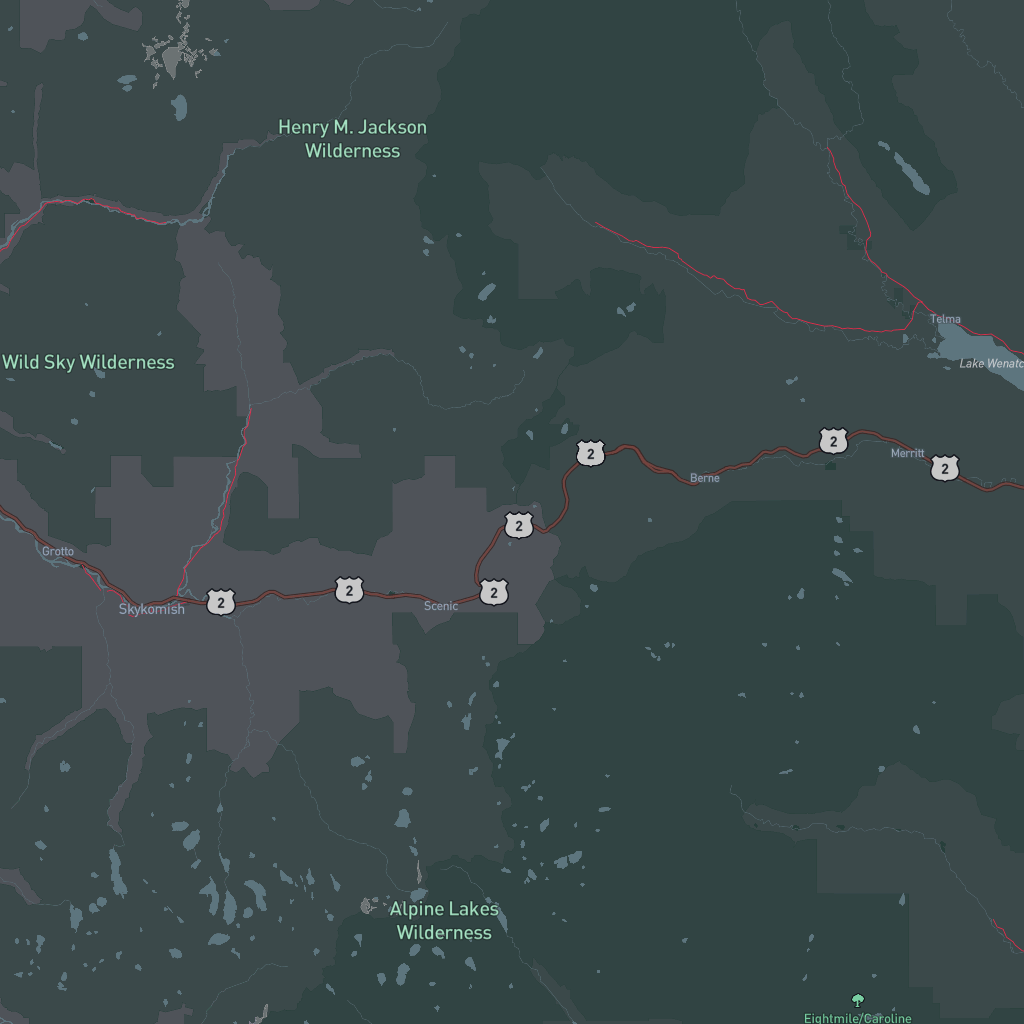 Henry M. Jackson
Wilderness
Telma
Lake Wenatc
Wild Sky Wilderness
2
2
Merritt
2
Berne
2
Grotto
2
2
2
Scenic
Skykomish
Alpine Lakes
Wilderness
Eightmile/Caroline